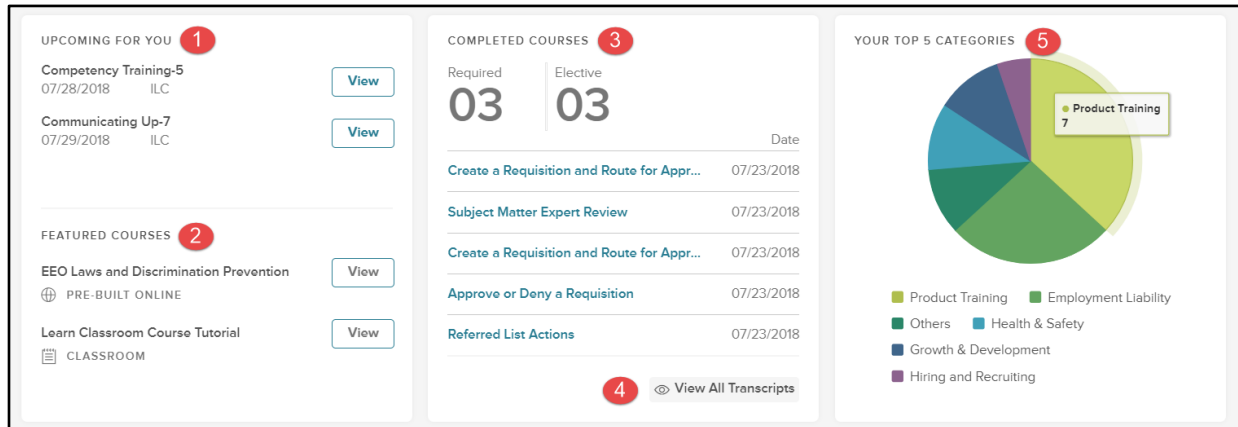 UPCOMING FOR YOU 1
Competency Training-5
07/28/2018 ILC
View
Communicating Up-7
07/29/2018 ILC
View
FEATURED COURSES 2
EEO Laws and Discrimination Prevention
PRE-BUILT ONLINE
View
Learn Classroom Course Tutorial
CLASSROOM
View
COMPLETED COURSES 3
Required Elective
03 03
Date
Create a Requisition and Route for Appr... 07/23/2018
Subject Matter Expert Review 07/23/2018
Create a Requisition and Route for Appr... 07/23/2018
Approve or Deny a Requisition 07/23/2018
Referred List Actions 07/23/2018
4 View All Transcripts
YOUR TOP 5 CATEGORIES 5
Product Training
7
Product Training Employment Liability
Others Health & Safety
Growth & Development
Hiring and Recruiting